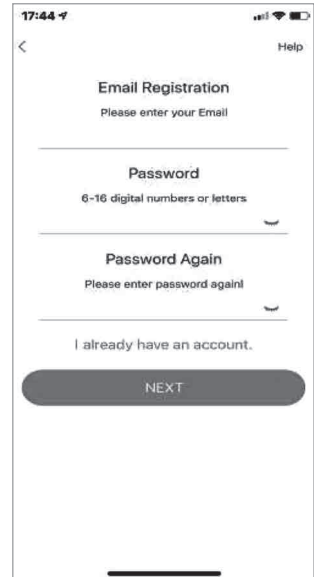 17:44
Help
Email Registration
Please enter your Email
Password
6-16 digital numbers or letters
Password Again
Please enter password again!
I already have an account.
NEXT